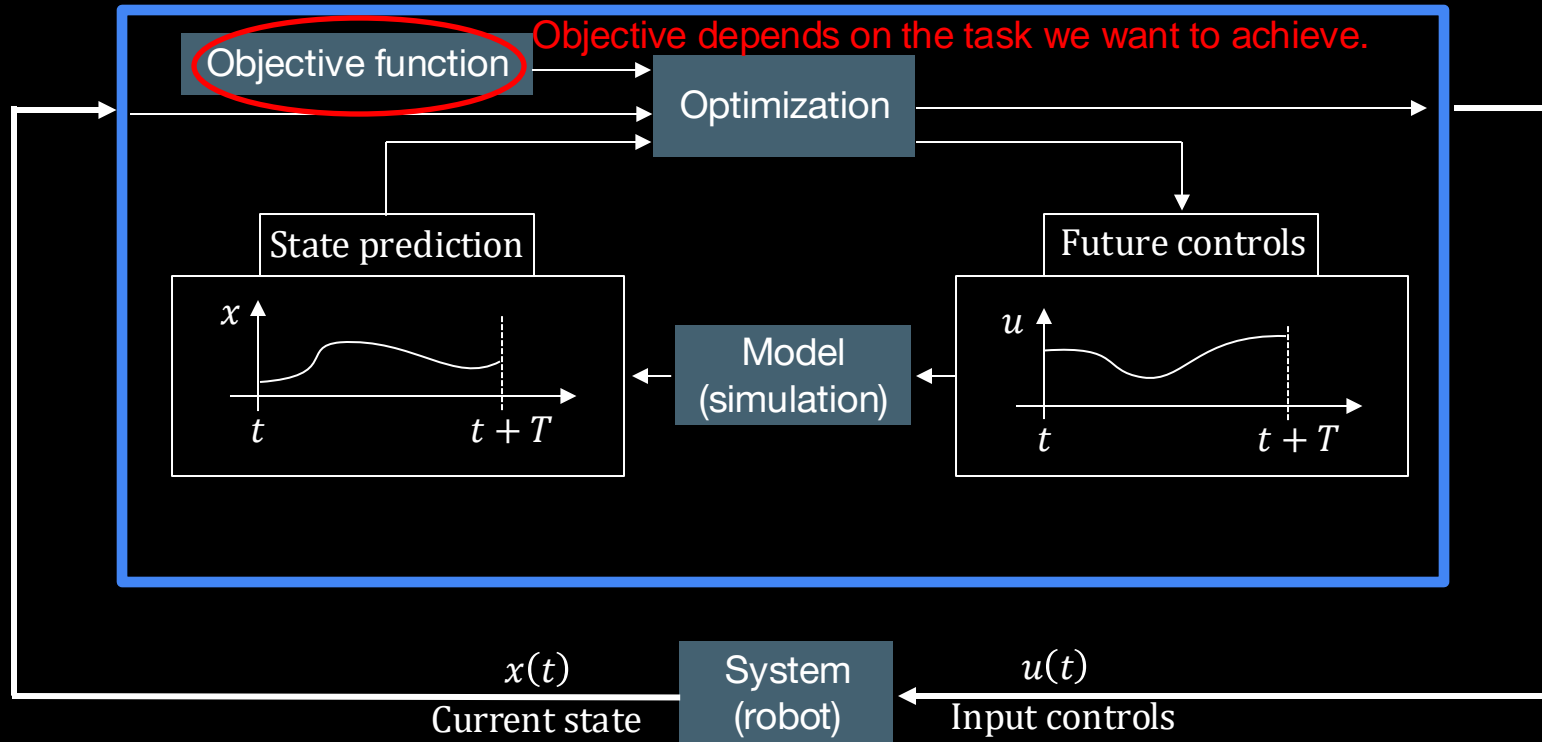 Objective depends on the task we want to achieve.
Objective function
Optimization
State prediction
Future controls
x
t
t + T
Model
(simulation)
u
t
t + T
x(t)
Current state
System
(robot)
u(t)
Input controls